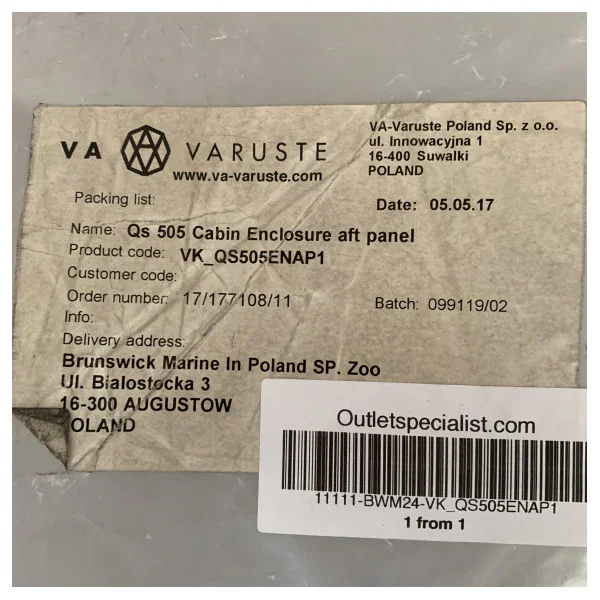 VA VARUSTE
www.va-varuste.com
VA-Varuste Poland Sp. z o.o.
ul. Innowacyjna 1
16-400 Suwalki
POLAND
Packing list:
Date: 05.05.17
Name: Qs 505 Cabin Enclosure aft panel
Product code: VK_QS505ENAP1
Customer code:
Order number: 17/177108/11 Batch: 099119/02
Info:
Delivery address:
Brunswick Marine In Poland SP. Zoo
Ul. Bialostocka 3
16-300 AUGUSTOW
POLAND
Outletspecialist.com
11111-BWM24-VK_QS505ENAP1
1 from 1